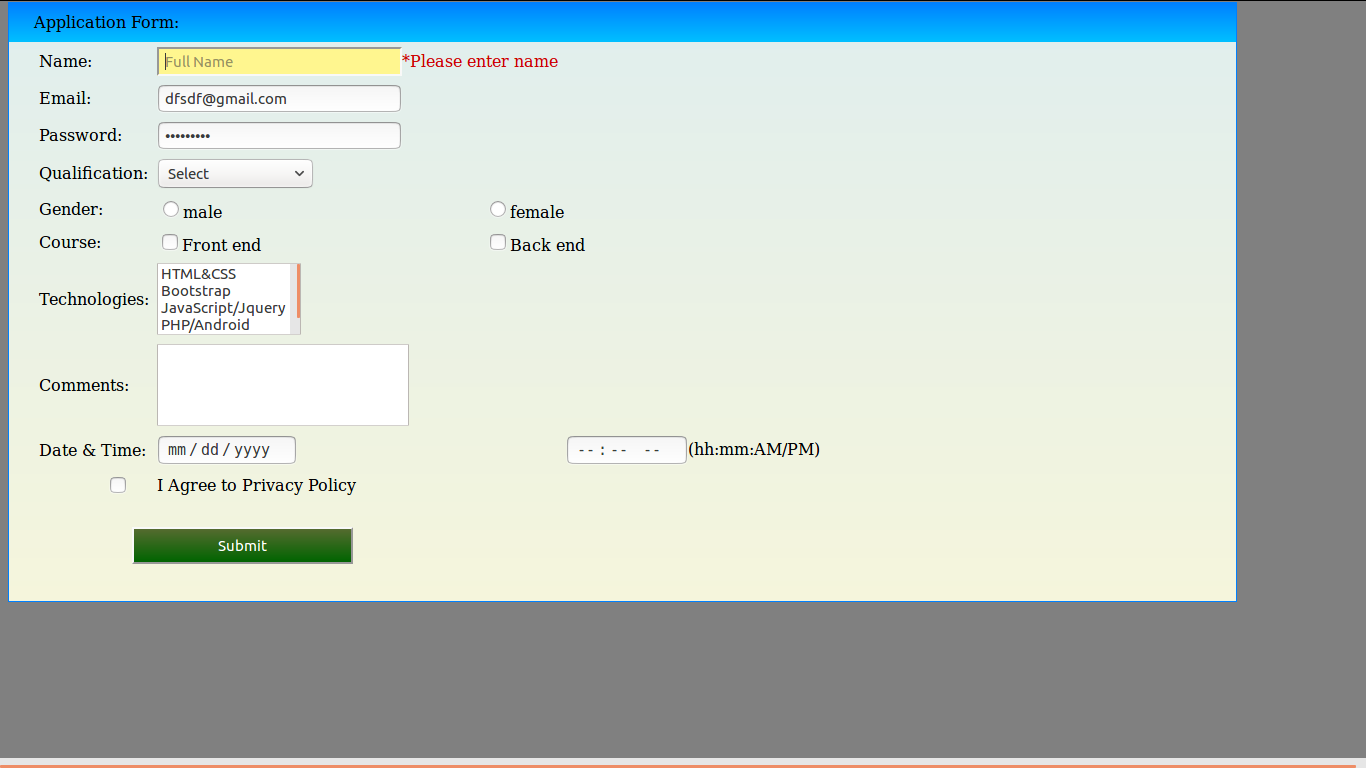 Application Form:
Name: Full Name *Please enter name
Email: dfsdf@gmail.com
Password: •••••••••
Qualification: Select
Gender: male female
Course: Front end Back end
Technologies: HTML&CSS
Bootstrap
JavaScript/Jquery
PHP/Android
Comments:
Date & Time: mm / dd / yyyy -- : -- -- (hh:mm:AM/PM)
I Agree to Privacy Policy
Submit